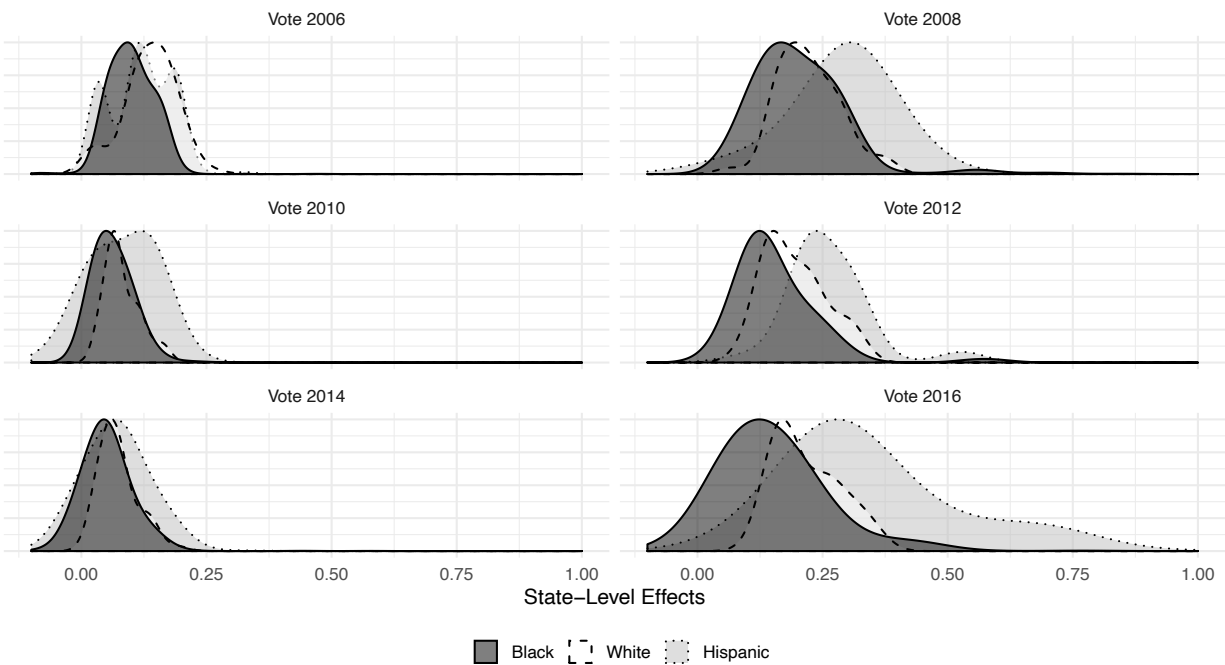 Vote 2006
Vote 2008
Vote 2010
Vote 2012
Vote 2014
Vote 2016
0.00 0.25 0.50 0.75 1.00 0.00 0.25 0.50 0.75 1.00
State−Level Effects
Black White Hispanic